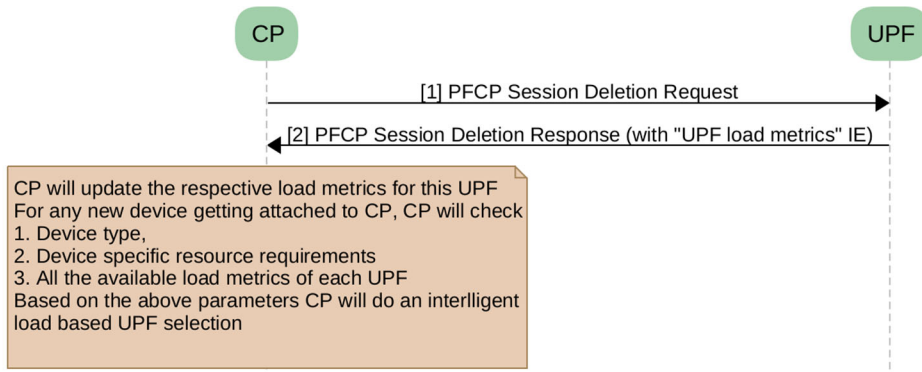 CP
UPF
[1] PFCP Session Deletion Request
[2] PFCP Session Deletion Response (with "UPF load metrics" IE)
CP will update the respective load metrics for this UPF
For any new device getting attached to CP, CP will check
1. Device type,
2. Device specific resource requirements
3. All the available load metrics of each UPF
Based on the above parameters CP will do an interlligent
load based UPF selection